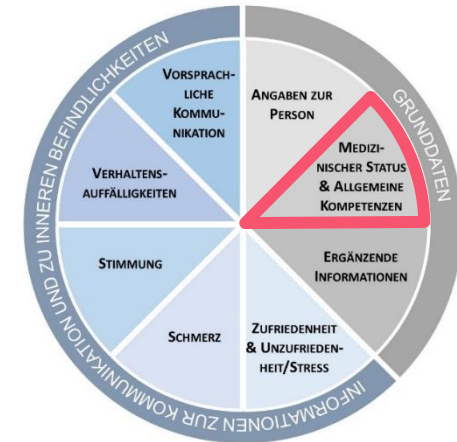 GRUNDDATEN
ANGABEN ZUR
PERSON
MEDIZI-
NISCHER STATUS
& ALLGEMEINE
KOMPETENZEN
ERGÄNZENDE
INFORMATIONEN
INFORMATIONEN ZUR KOMMUNIKATION UND ZU INNEREN BEFINDLICHKEITEN
ZUFRIEDENHEIT
& UNZUFRIEDEN-
HEIT/STRESS
SCHMERZ
STIMMUNG
VERHALTENS-
AUFFÄLLIGKEITEN
VORSPRACH-
LICHE
KOMMU-
NIKATION